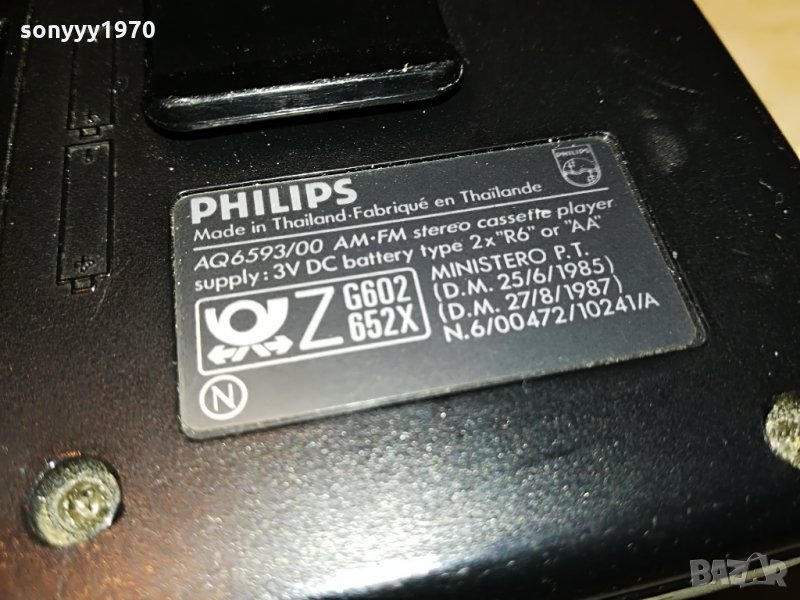 sonyyy1970
PHILIPS
PHILIPS
Made in Thailand·Fabriqué en Thaïlande
AQ6593/00 AM·FM stereo cassette player
supply: 3V DC battery type 2x"R6" or "AA"
Z G602
652X
MINISTERO P.T.
(D.M. 25/6/1985)
(D.M. 27/8/1987)
N.6/00472/10241/A
N
BAZAR